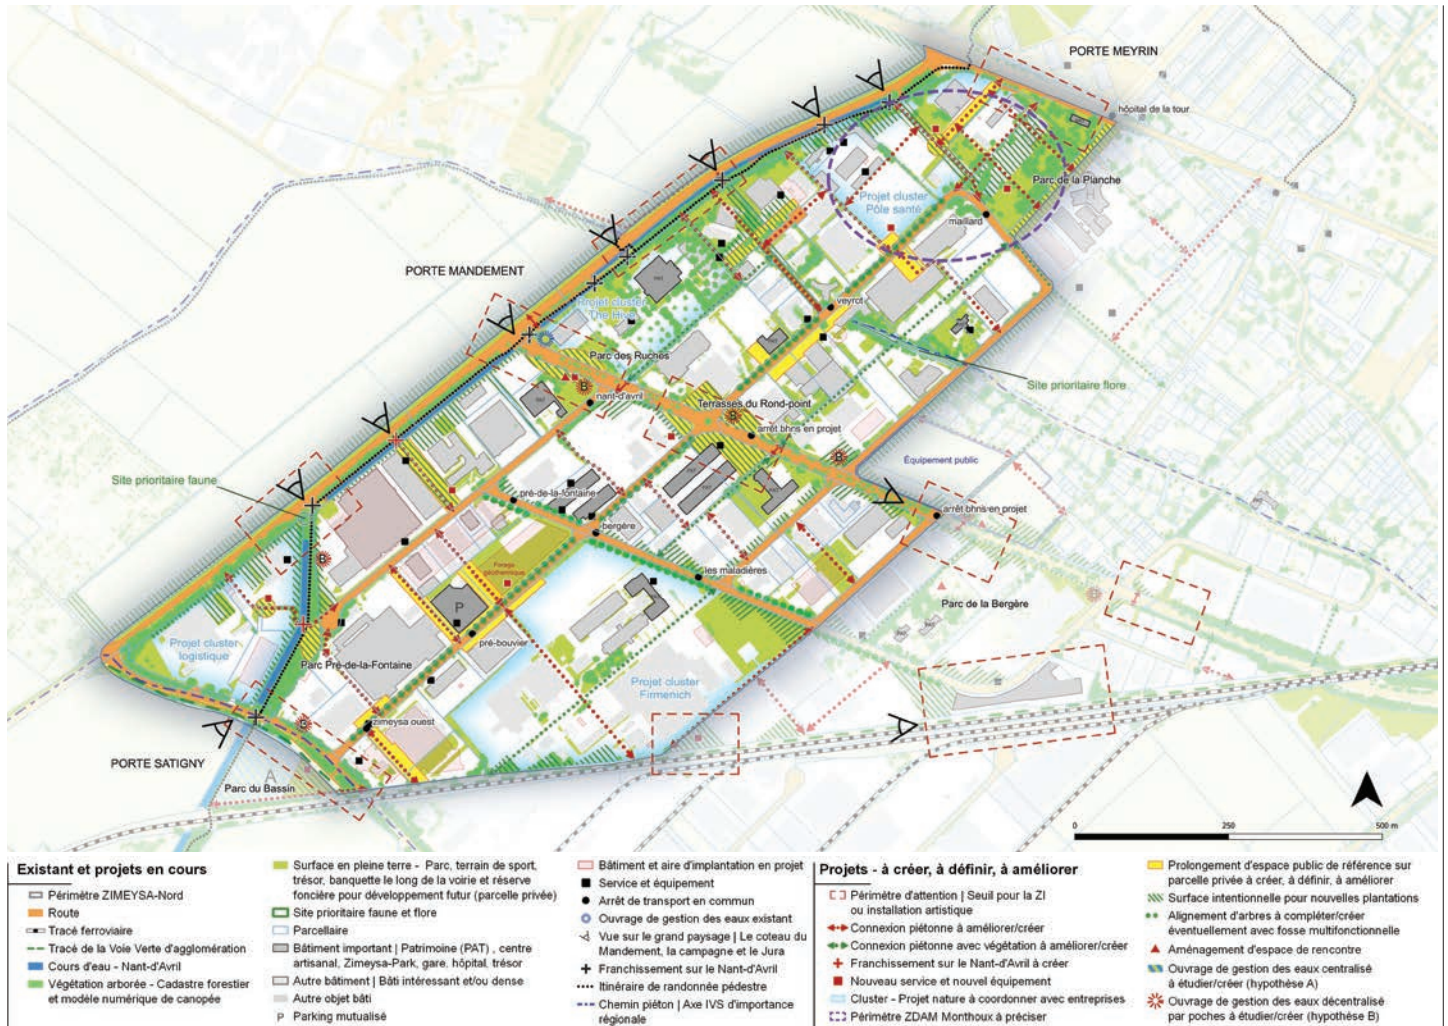 PORTE MEYRIN
hôpital de la tour
Parc de la Planche
Projet cluster
Pôle santé
maillard
PORTE MANDEMENT
PAT
Projet cluster
The Hive
veyrot
PAT
Parc des Ruches
Site prioritaire flore
B
nant-d'avril
PAT
Terrasses du Rond-point
B
arrêt bhns en projet
B
Équipement public
Site prioritaire faune
PAT
PAT
PAT
pré-de-la-fontaine
bergère
arrêt bhns en projet
B
Forage
géothermique
les maladières
Parc de la Bergère
P
Projet cluster
logistique
pré-bouvier
Parc Pré-de-la-Fontaine
Projet cluster
Firmenich
zimeysa ouest
PORTE SATIGNY
A
Parc du Bassin
0 250 500 m
Existant et projets en cours
Périmètre ZIMEYSA-Nord
Route
Tracé ferroviaire
Tracé de la Voie Verte d'agglomération
Cours d'eau - Nant-d'Avril
Végétation arborée - Cadastre forestier
et modèle numérique de canopée
Surface en pleine terre - Parc, terrain de sport,
trésor, banquette le long de la voirie et réserve
foncière pour développement futur (parcelle privée)
Site prioritaire faune et flore
Parcellaire
Bâtiment important | Patrimoine (PAT) , centre
artisanal, Zimeysa-Park, gare, hôpital, trésor
Autre bâtiment | Bâti intéressant et/ou dense
Autre objet bâti
P Parking mutualisé
Bâtiment et aire d'implantation en projet
Service et équipement
Arrêt de transport en commun
Ouvrage de gestion des eaux existant
Vue sur le grand paysage | Le coteau du
Mandement, la campagne et le Jura
Franchissement sur le Nant-d'Avril
Itinéraire de randonnée pédestre
Chemin piéton | Axe IVS d'importance
régionale
Projets - à créer, à définir, à améliorer
Périmètre d'attention | Seuil pour la ZI
ou installation artistique
Connexion piétonne à améliorer/créer
Connexion piétonne avec végétation à améliorer/créer
Franchissement sur le Nant-d'Avril à créer
Nouveau service et nouvel équipement
Cluster - Projet nature à coordonner avec entreprises
Périmètre ZDAM Monthoux à préciser
Prolongement d'espace public de référence sur
parcelle privée à créer, à définir, à améliorer
Surface intentionnelle pour nouvelles plantations
Alignement d'arbres à compléter/créer
éventuellement avec fosse multifonctionnelle
Aménagement d'espace de rencontre
Ouvrage de gestion des eaux centralisé
à étudier/créer (hypothèse A)
Ouvrage de gestion des eaux décentralisé
par poches à étudier/créer (hypothèse B)